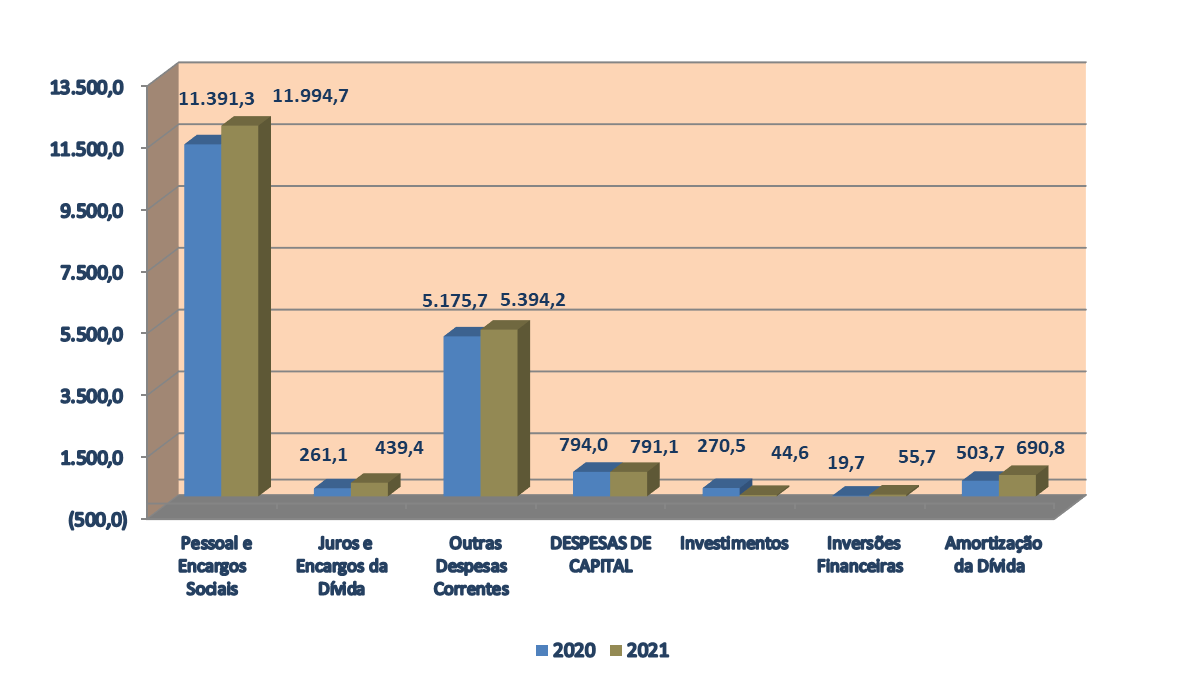 13.500,0
11.500,0
9.500,0
7.500,0
5.500,0
3.500,0
1.500,0
(500,0)
11.391,3 11.994,7
261,1 439,4
5.175,7 5.394,2
794,0 791,1
270,5 44,6
19,7 55,7
503,7 690,8
Pessoal e
Encargos
Sociais
Juros e
Encargos da
Dívida
Outras
Despesas
Correntes
DESPESAS DE
CAPITAL
Investimentos
Inversões
Financeiras
Amortização
da Dívida
2020 2021